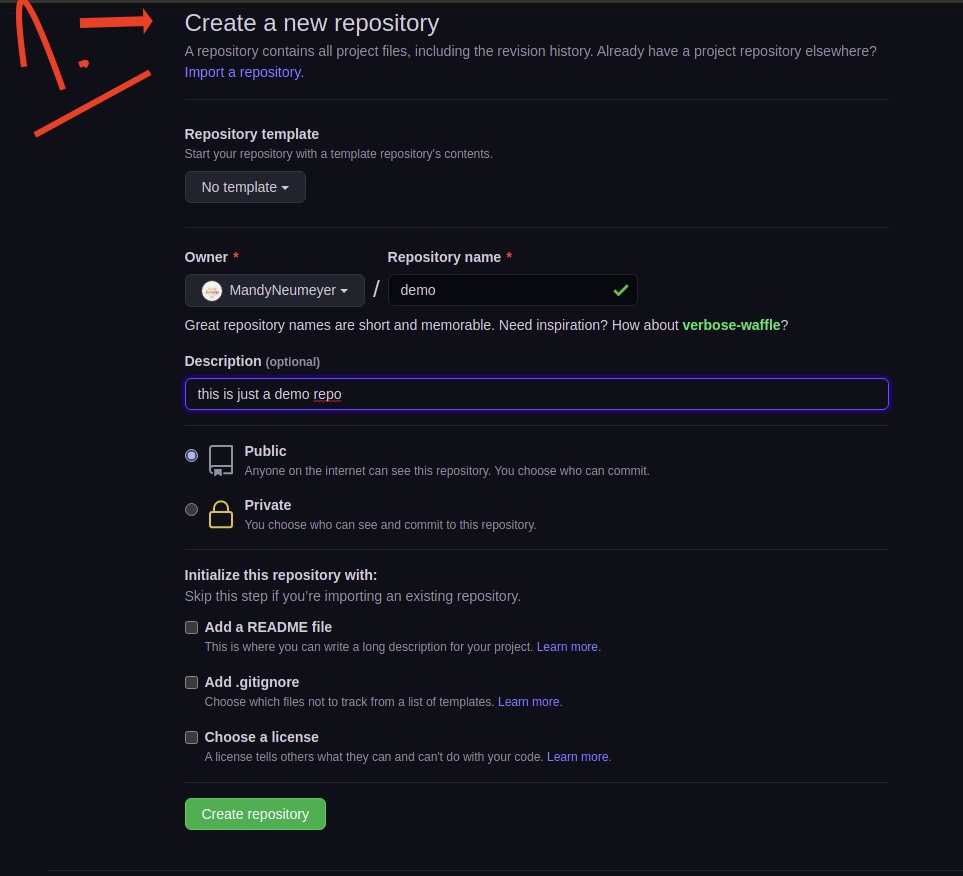 Create a new repository
A repository contains all project files, including the revision history. Already have a project repository elsewhere?
Import a repository.
Repository template
Start your repository with a template repository's contents.
No template
Owner * Repository name *
MandyNeumeyer / demo
Great repository names are short and memorable. Need inspiration? How about verbose-waffle?
Description (optional)
this is just a demo repo
Public
Anyone on the internet can see this repository. You choose who can commit.
Private
You choose who can see and commit to this repository.
Initialize this repository with:
Skip this step if you're importing an existing repository.
Add a README file
This is where you can write a long description for your project. Learn more.
Add .gitignore
Choose which files not to track from a list of templates. Learn more.
Choose a license
A license tells others what they can and can't do with your code. Learn more.
Create repository